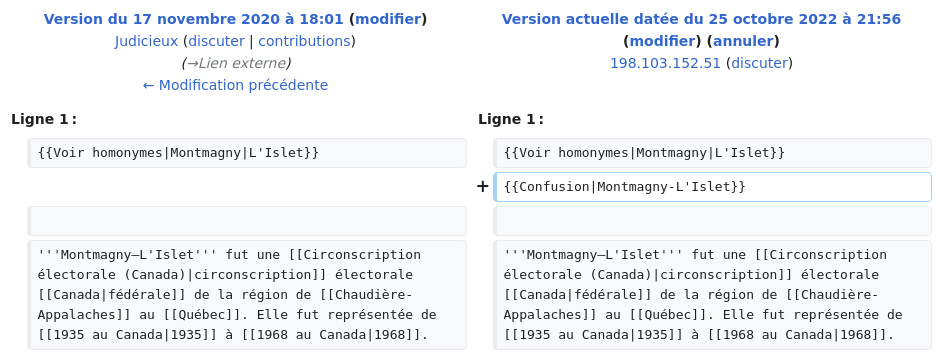 Version du 17 novembre 2020 à 18:01 (modifier)
Judicieux (discuter | contributions)
(→Lien externe)
← Modification précédente
Version actuelle datée du 25 octobre 2022 à 21:56
(modifier) (annuler)
198.103.152.51 (discuter)
Ligne 1 :
Ligne 1 :
{{Voir homonymes|Montmagny|L'Islet}}
{{Voir homonymes|Montmagny|L'Islet}}
+ {{Confusion|Montmagny-L'Islet}}
'''Montmagny—L'Islet''' fut une [[Circonscription
électorale (Canada)|circonscription]] électorale
[[Canada|fédérale]] de la région de [[Chaudière-
Appalaches]] au [[Québec]]. Elle fut représentée de
[[1935 au Canada|1935]] à [[1968 au Canada|1968]].
'''Montmagny—L'Islet''' fut une [[Circonscription
électorale (Canada)|circonscription]] électorale
[[Canada|fédérale]] de la région de [[Chaudière-
Appalaches]] au [[Québec]]. Elle fut représentée de
[[1935 au Canada|1935]] à [[1968 au Canada|1968]].